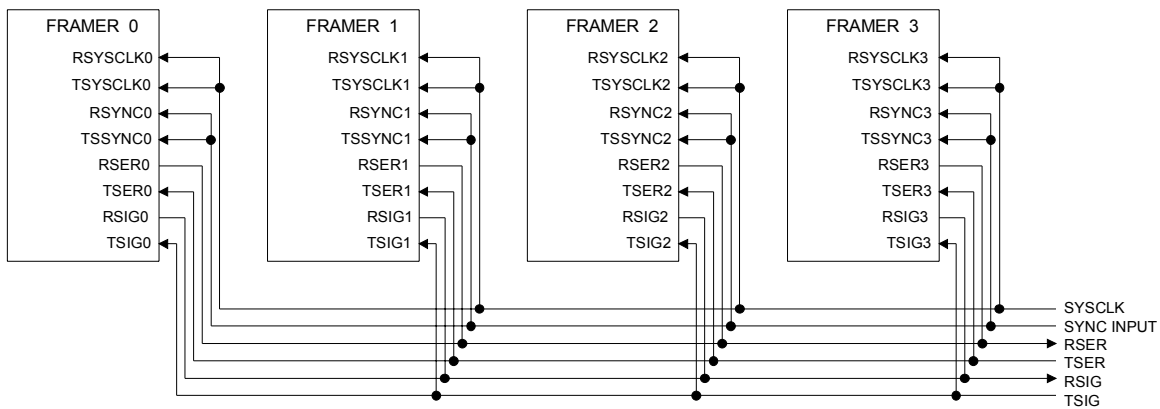 FRAMER 0
RSYSCLK0
TSYSCLK0
RSYNC0
TSSYNC0
RSER0
TSER0
RSIG0
TSIG0
FRAMER 1
RSYSCLK1
TSYSCLK1
RSYNC1
TSSYNC1
RSER1
TSER1
RSIG1
TSIG1
FRAMER 2
RSYSCLK2
TSYSCLK2
RSYNC2
TSSYNC2
RSER2
TSER2
RSIG2
TSIG2
FRAMER 3
RSYSCLK3
TSYSCLK3
RSYNC3
TSSYNC3
RSER3
TSER3
RSIG3
TSIG3
SYSCLK
SYNC INPUT
RSER
TSER
RSIG
TSIG